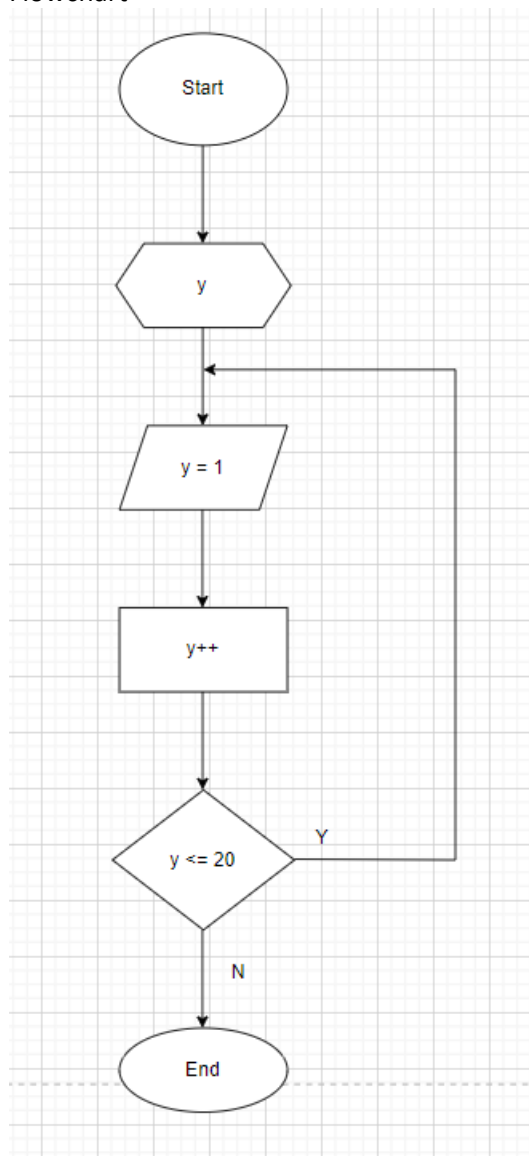 Flowchart
Start
y
y = 1
y++
y <= 20
Y
N
End